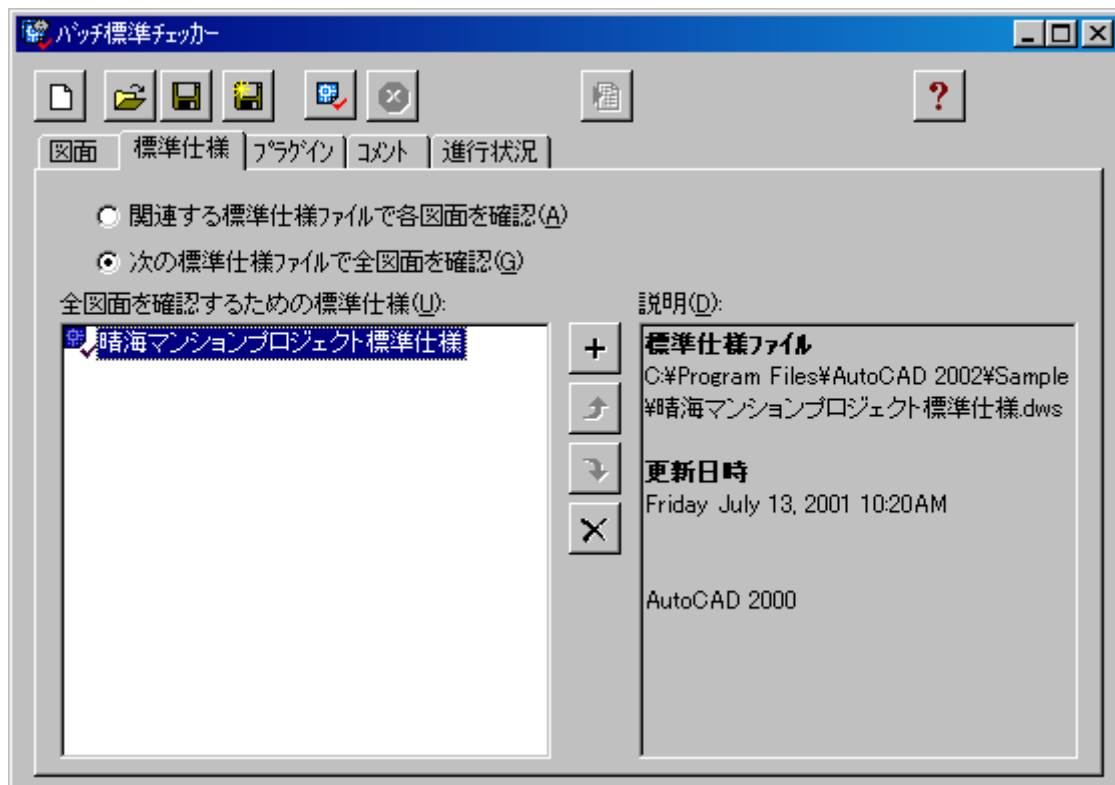 バッチ標準チェッカー
図面 標準仕様 プラグイン コメント 進行状況
関連する標準仕様ファイルで各図面を確認(A)
次の標準仕様ファイルで全図面を確認(G)
全図面を確認するための標準仕様(U):
晴海マンションプロジェクト標準仕様
説明(D):
標準仕様ファイル
C:¥Program Files¥AutoCAD 2002¥Sample
¥晴海マンションプロジェクト標準仕様.dws
更新日時
Friday July 13, 2001 10:20AM
AutoCAD 2000